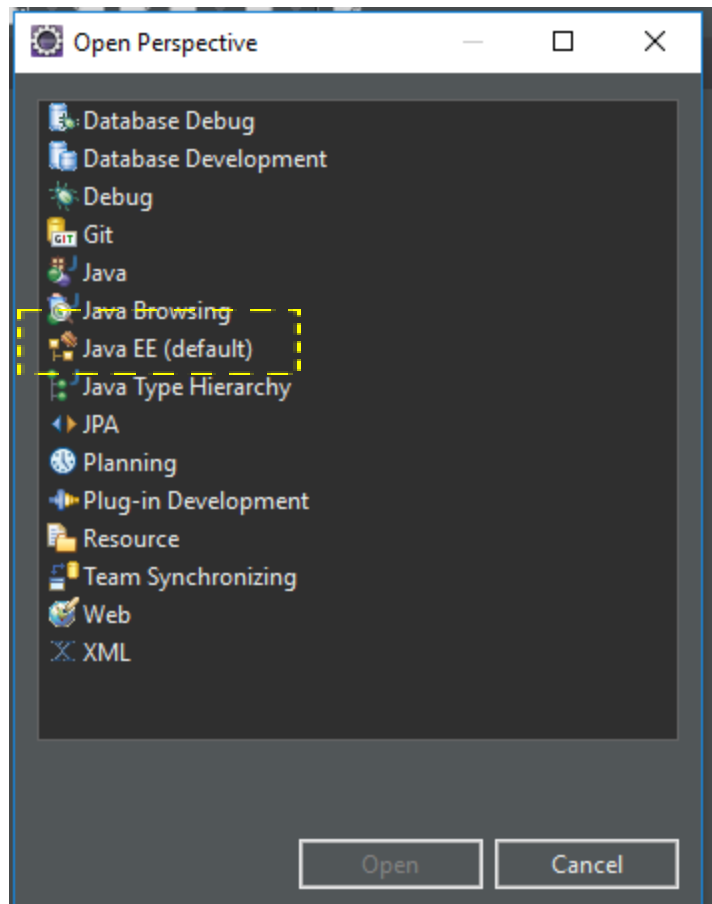 Open Perspective
Database Debug
Database Development
Debug
GIT Git
Java
Java Browsing
Java EE (default)
Java Type Hierarchy
JPA
Planning
Plug-in Development
Resource
Team Synchronizing
Web
XML
Open Cancel